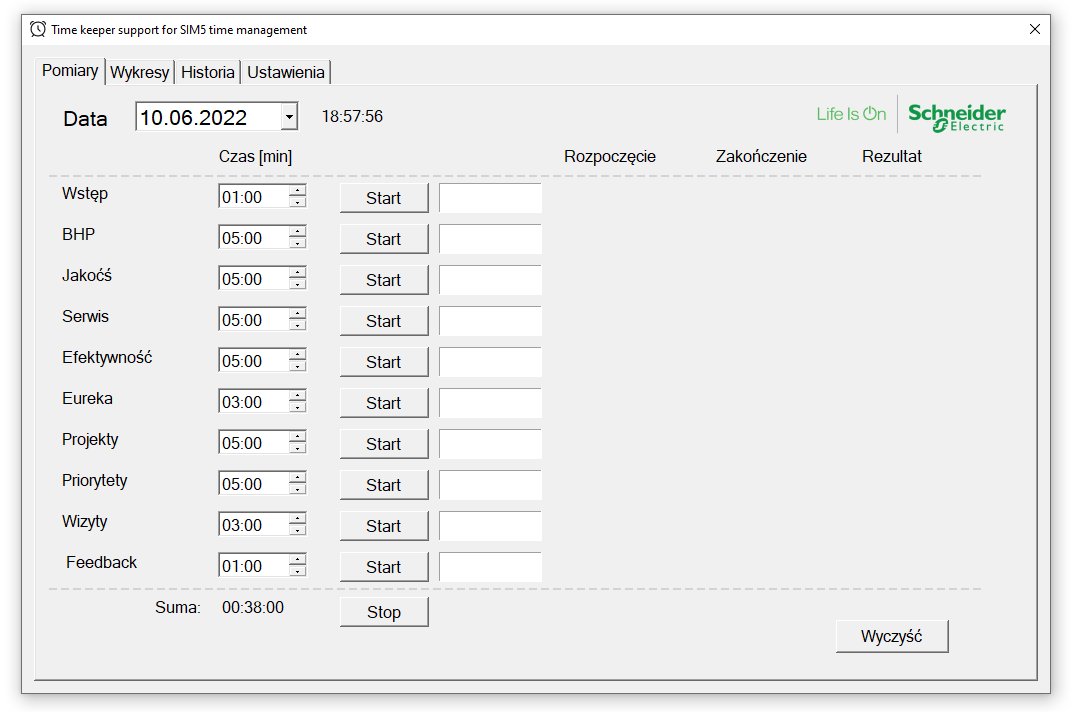 Time keeper support for SIM5 time management
Pomiary Wykresy Historia Ustawienia
Data 10.06.2022 18:57:56 Life Is On Schneider Electric
Czas [min] Rozpoczęcie Zakończenie Rezultat
Wstęp 01:00 Start
BHP 05:00 Start
Jakoćś 05:00 Start
Serwis 05:00 Start
Efektywność 05:00 Start
Eureka 03:00 Start
Projekty 05:00 Start
Priorytety 05:00 Start
Wizyty 03:00 Start
Feedback 01:00 Start
Suma: 00:38:00 Stop
Wyczyść